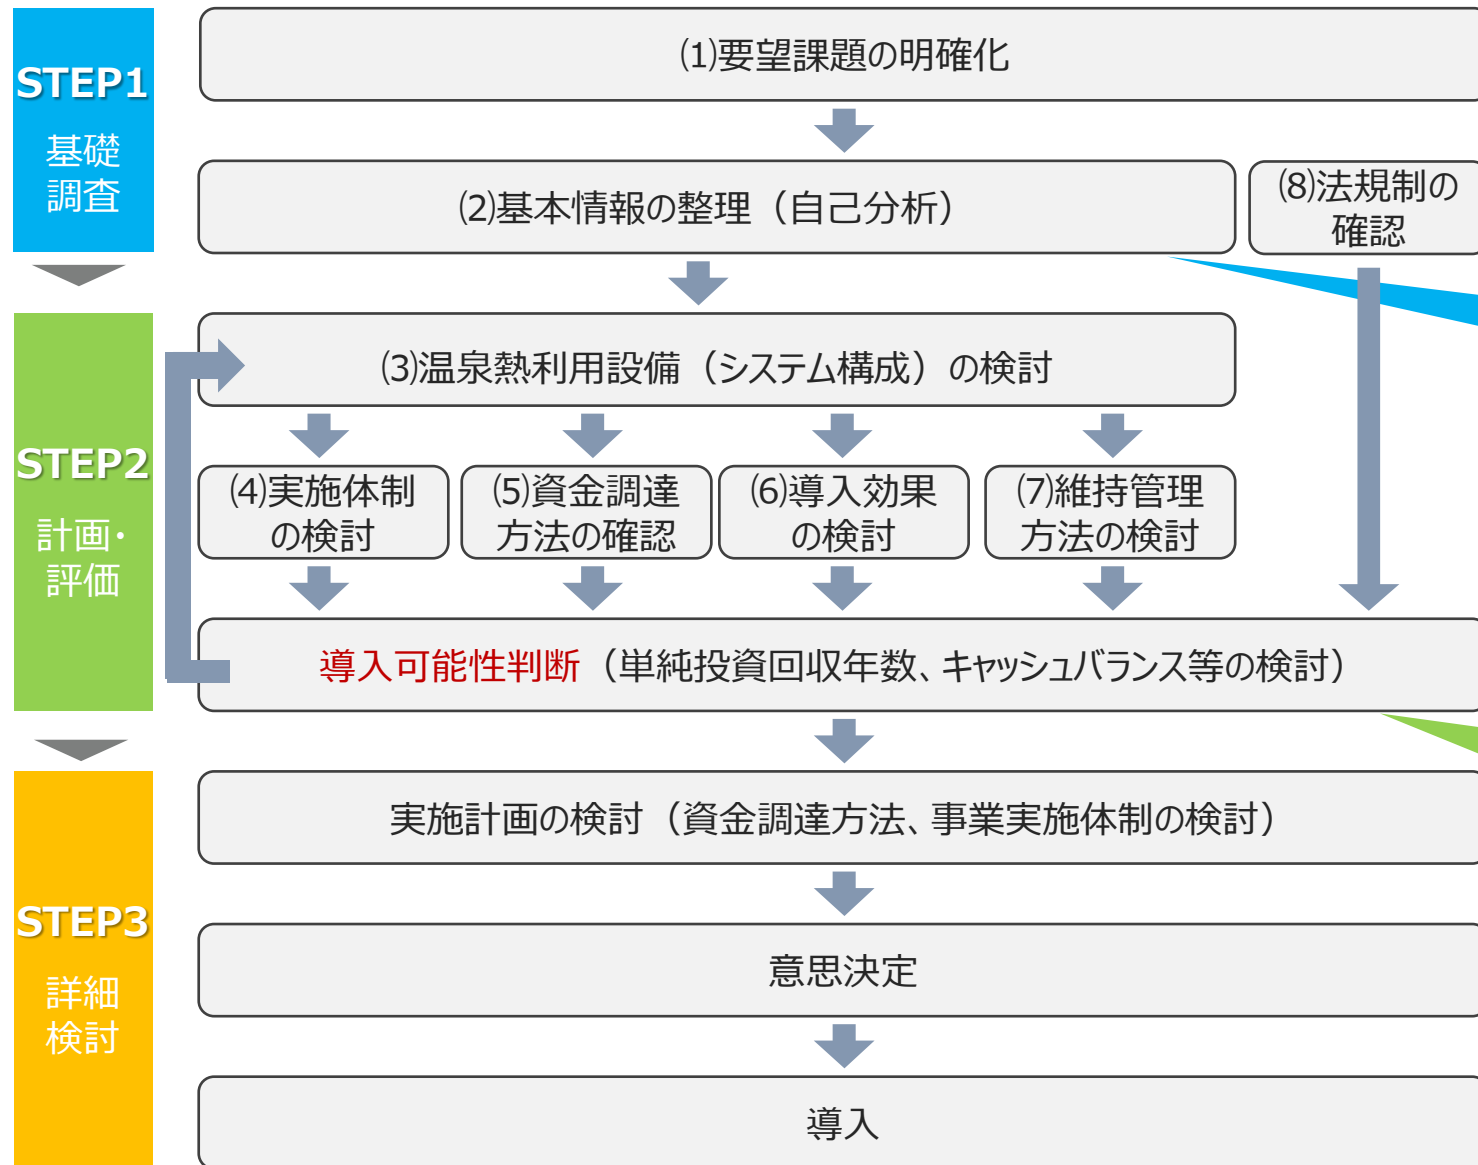 STEP1
基礎
調査
⑴要望課題の明確化
⑵基本情報の整理（自己分析）
⑻法規制の
確認
STEP2
計画・
評価
⑶温泉熱利用設備（システム構成）の検討
⑷実施体制
の検討
⑸資金調達
方法の確認
⑹導入効果
の検討
⑺維持管理
方法の検討
導入可能性判断（単純投資回収年数、キャッシュバランス等の検討）
STEP3
詳細
検討
実施計画の検討（資金調達方法、事業実施体制の検討）
意思決定
導入